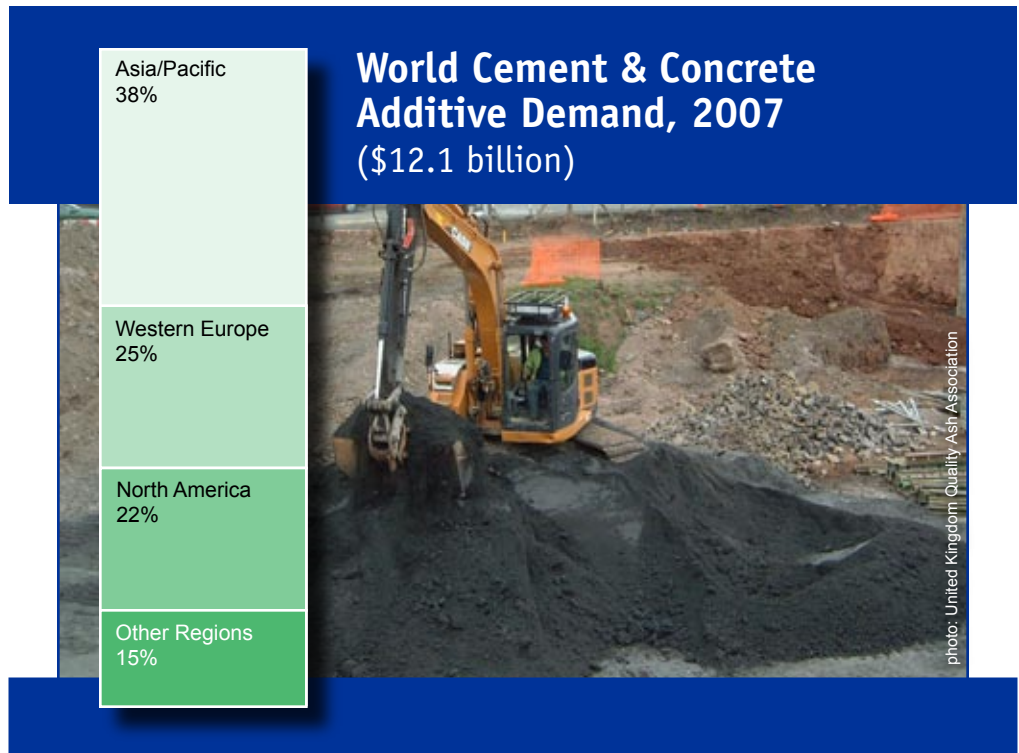 World Cement & Concrete
Additive Demand, 2007
($12.1 billion)
Asia/Pacific
38%
Western Europe
25%
North America
22%
Other Regions
15%
photo: United Kingdom Quality Ash Association